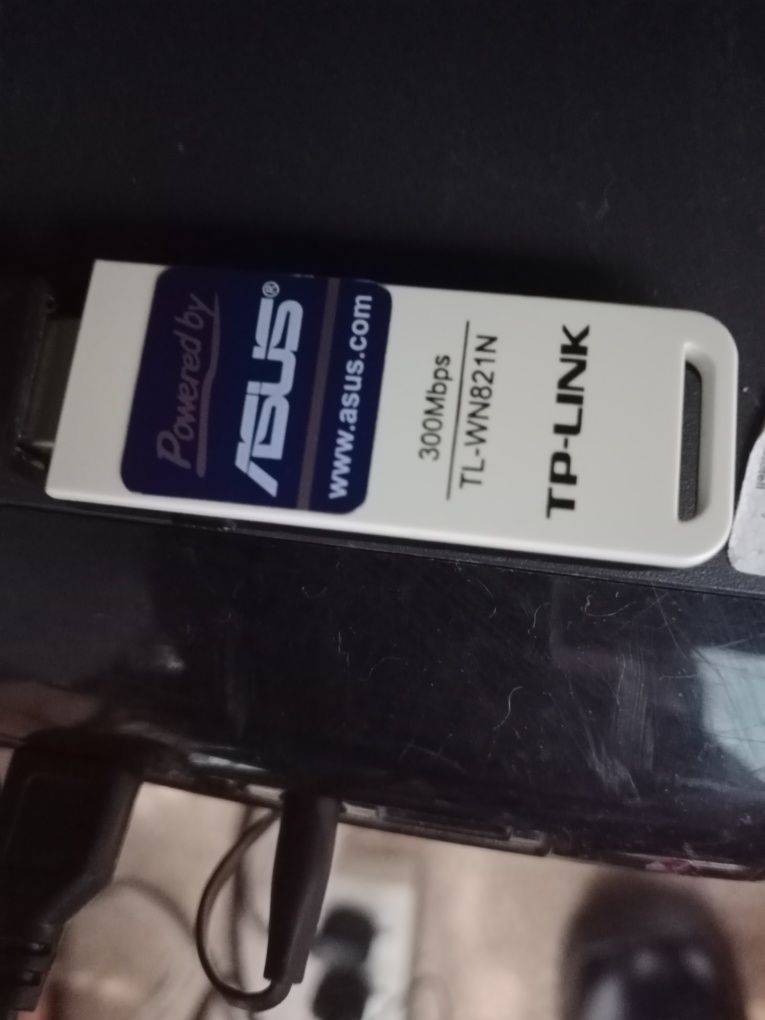 Powered by
ASUS®
www.asus.com
300Mbps
TL-WN821N
TP-LINK